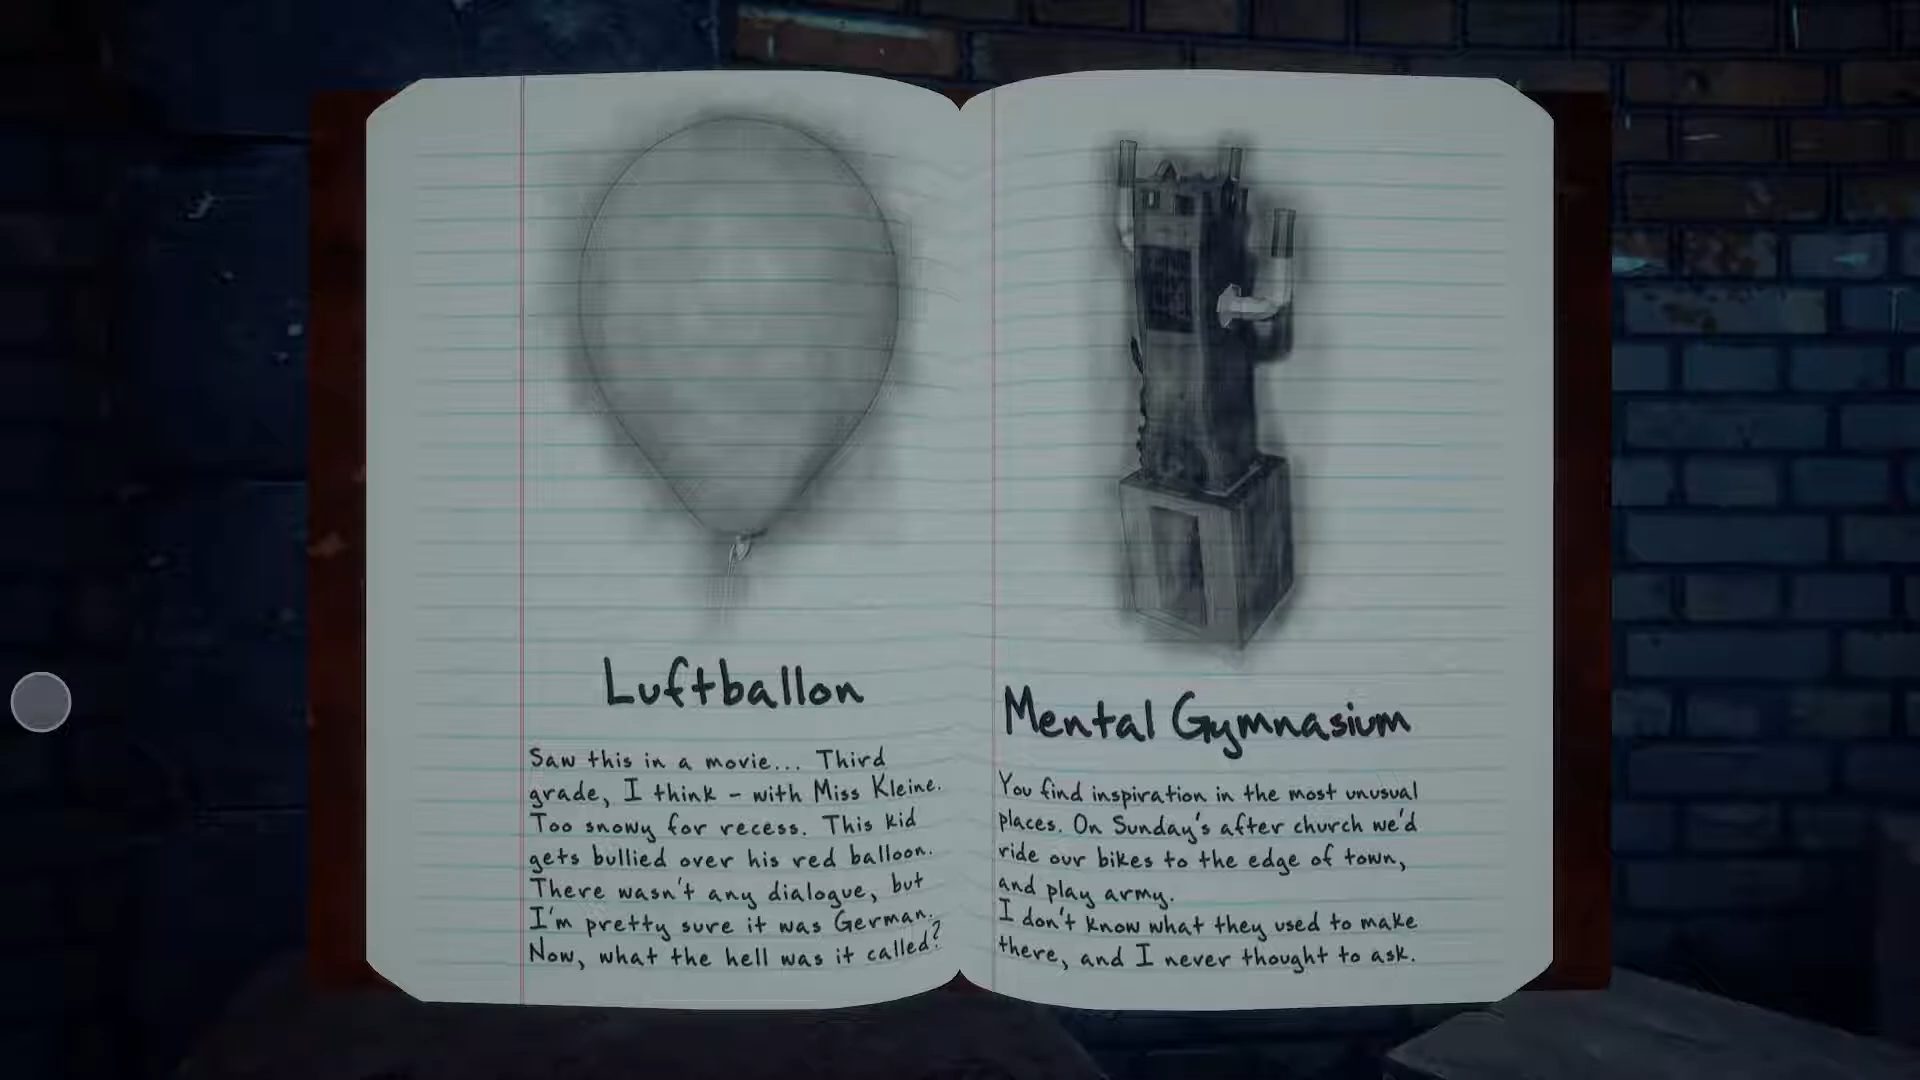 Luftballon
Saw this in a movie... Third
grade, I think - with Miss Kleine.
Too snowy for recess. This kid
gets bullied over his red balloon.
There wasn't any dialogue, but
I'm pretty sure it was German.
Now, what the hell was it called?
Mental Gymnasium
You find inspiration in the most unusual
places. On Sunday's after church we'd
ride our bikes to the edge of town,
and play army.
I don't know what they used to make
there, and I never thought to ask.